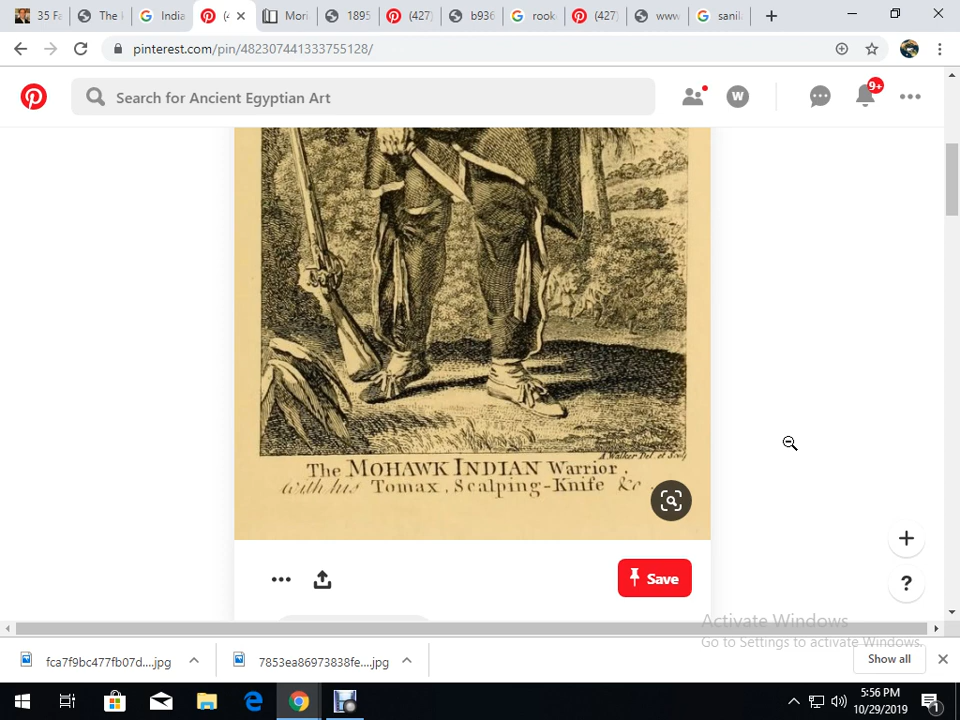 35 Fa
The I
India
(4
Mori
1895
(427)
b936
rook
(427)
www
sanil
pinterest.com/pin/482307441333755128/
Search for Ancient Egyptian Art
W
9+
A. Walker Del. et Sculp
The MOHAWK INDIAN Warrior.
with his Tomax, Scalping-Knife &c.
Save
+
?
Activate Windows
Go to Settings to activate Windows.
fca7f9bc477fb07d....jpg
7853ea86973838fe....jpg
Show all
5:56 PM
10/29/2019
1